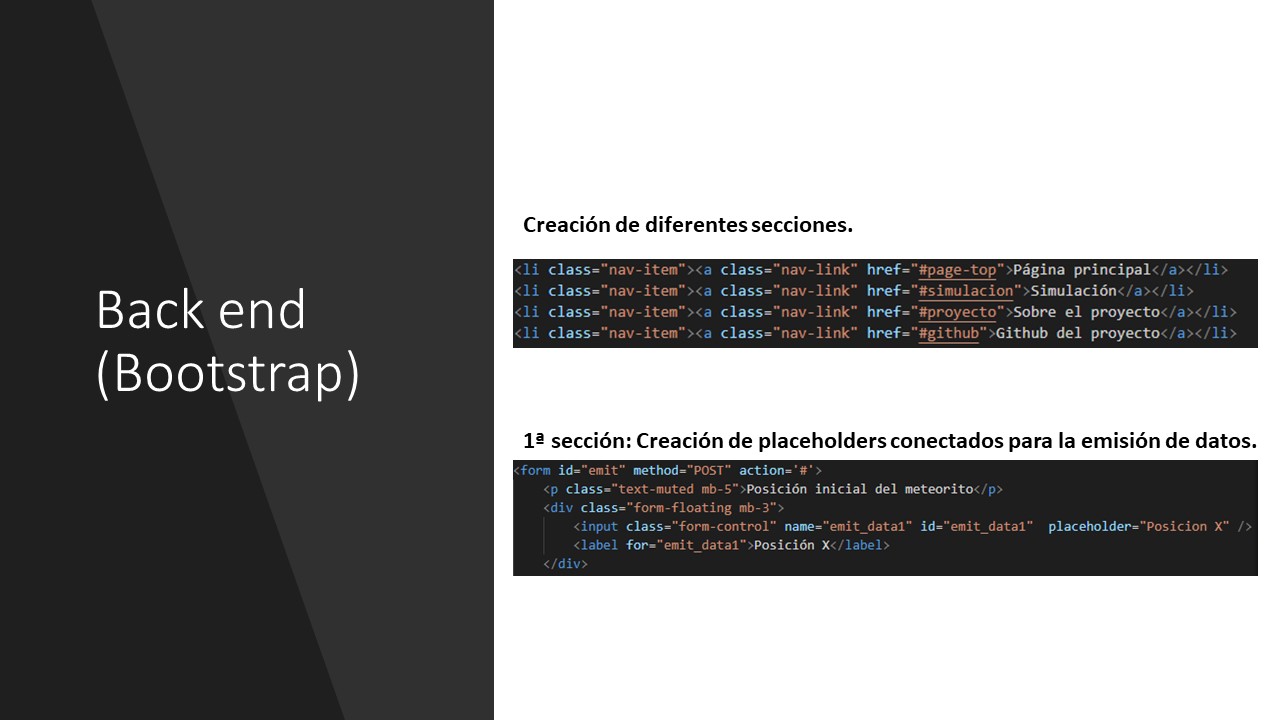 Back end
(Bootstrap)
Creación de diferentes secciones.
<li class="nav-item"><a class="nav-link" href="#page-top">Página principal</a></li>
<li class="nav-item"><a class="nav-link" href="#simulacion">Simulación</a></li>
<li class="nav-item"><a class="nav-link" href="#proyecto">Sobre el proyecto</a></li>
<li class="nav-item"><a class="nav-link" href="#github">Github del proyecto</a></li>
1ª sección: Creación de placeholders conectados para la emisión de datos.
<form id="emit" method="POST" action='#'>
<p class="text-muted mb-5">Posición inicial del meteorito</p>
<div class="form-floating mb-3">
<input class="form-control" name="emit_data1" id="emit_data1"  placeholder="Posicion X" />
<label for="emit_data1">Posición X</label>
</div>